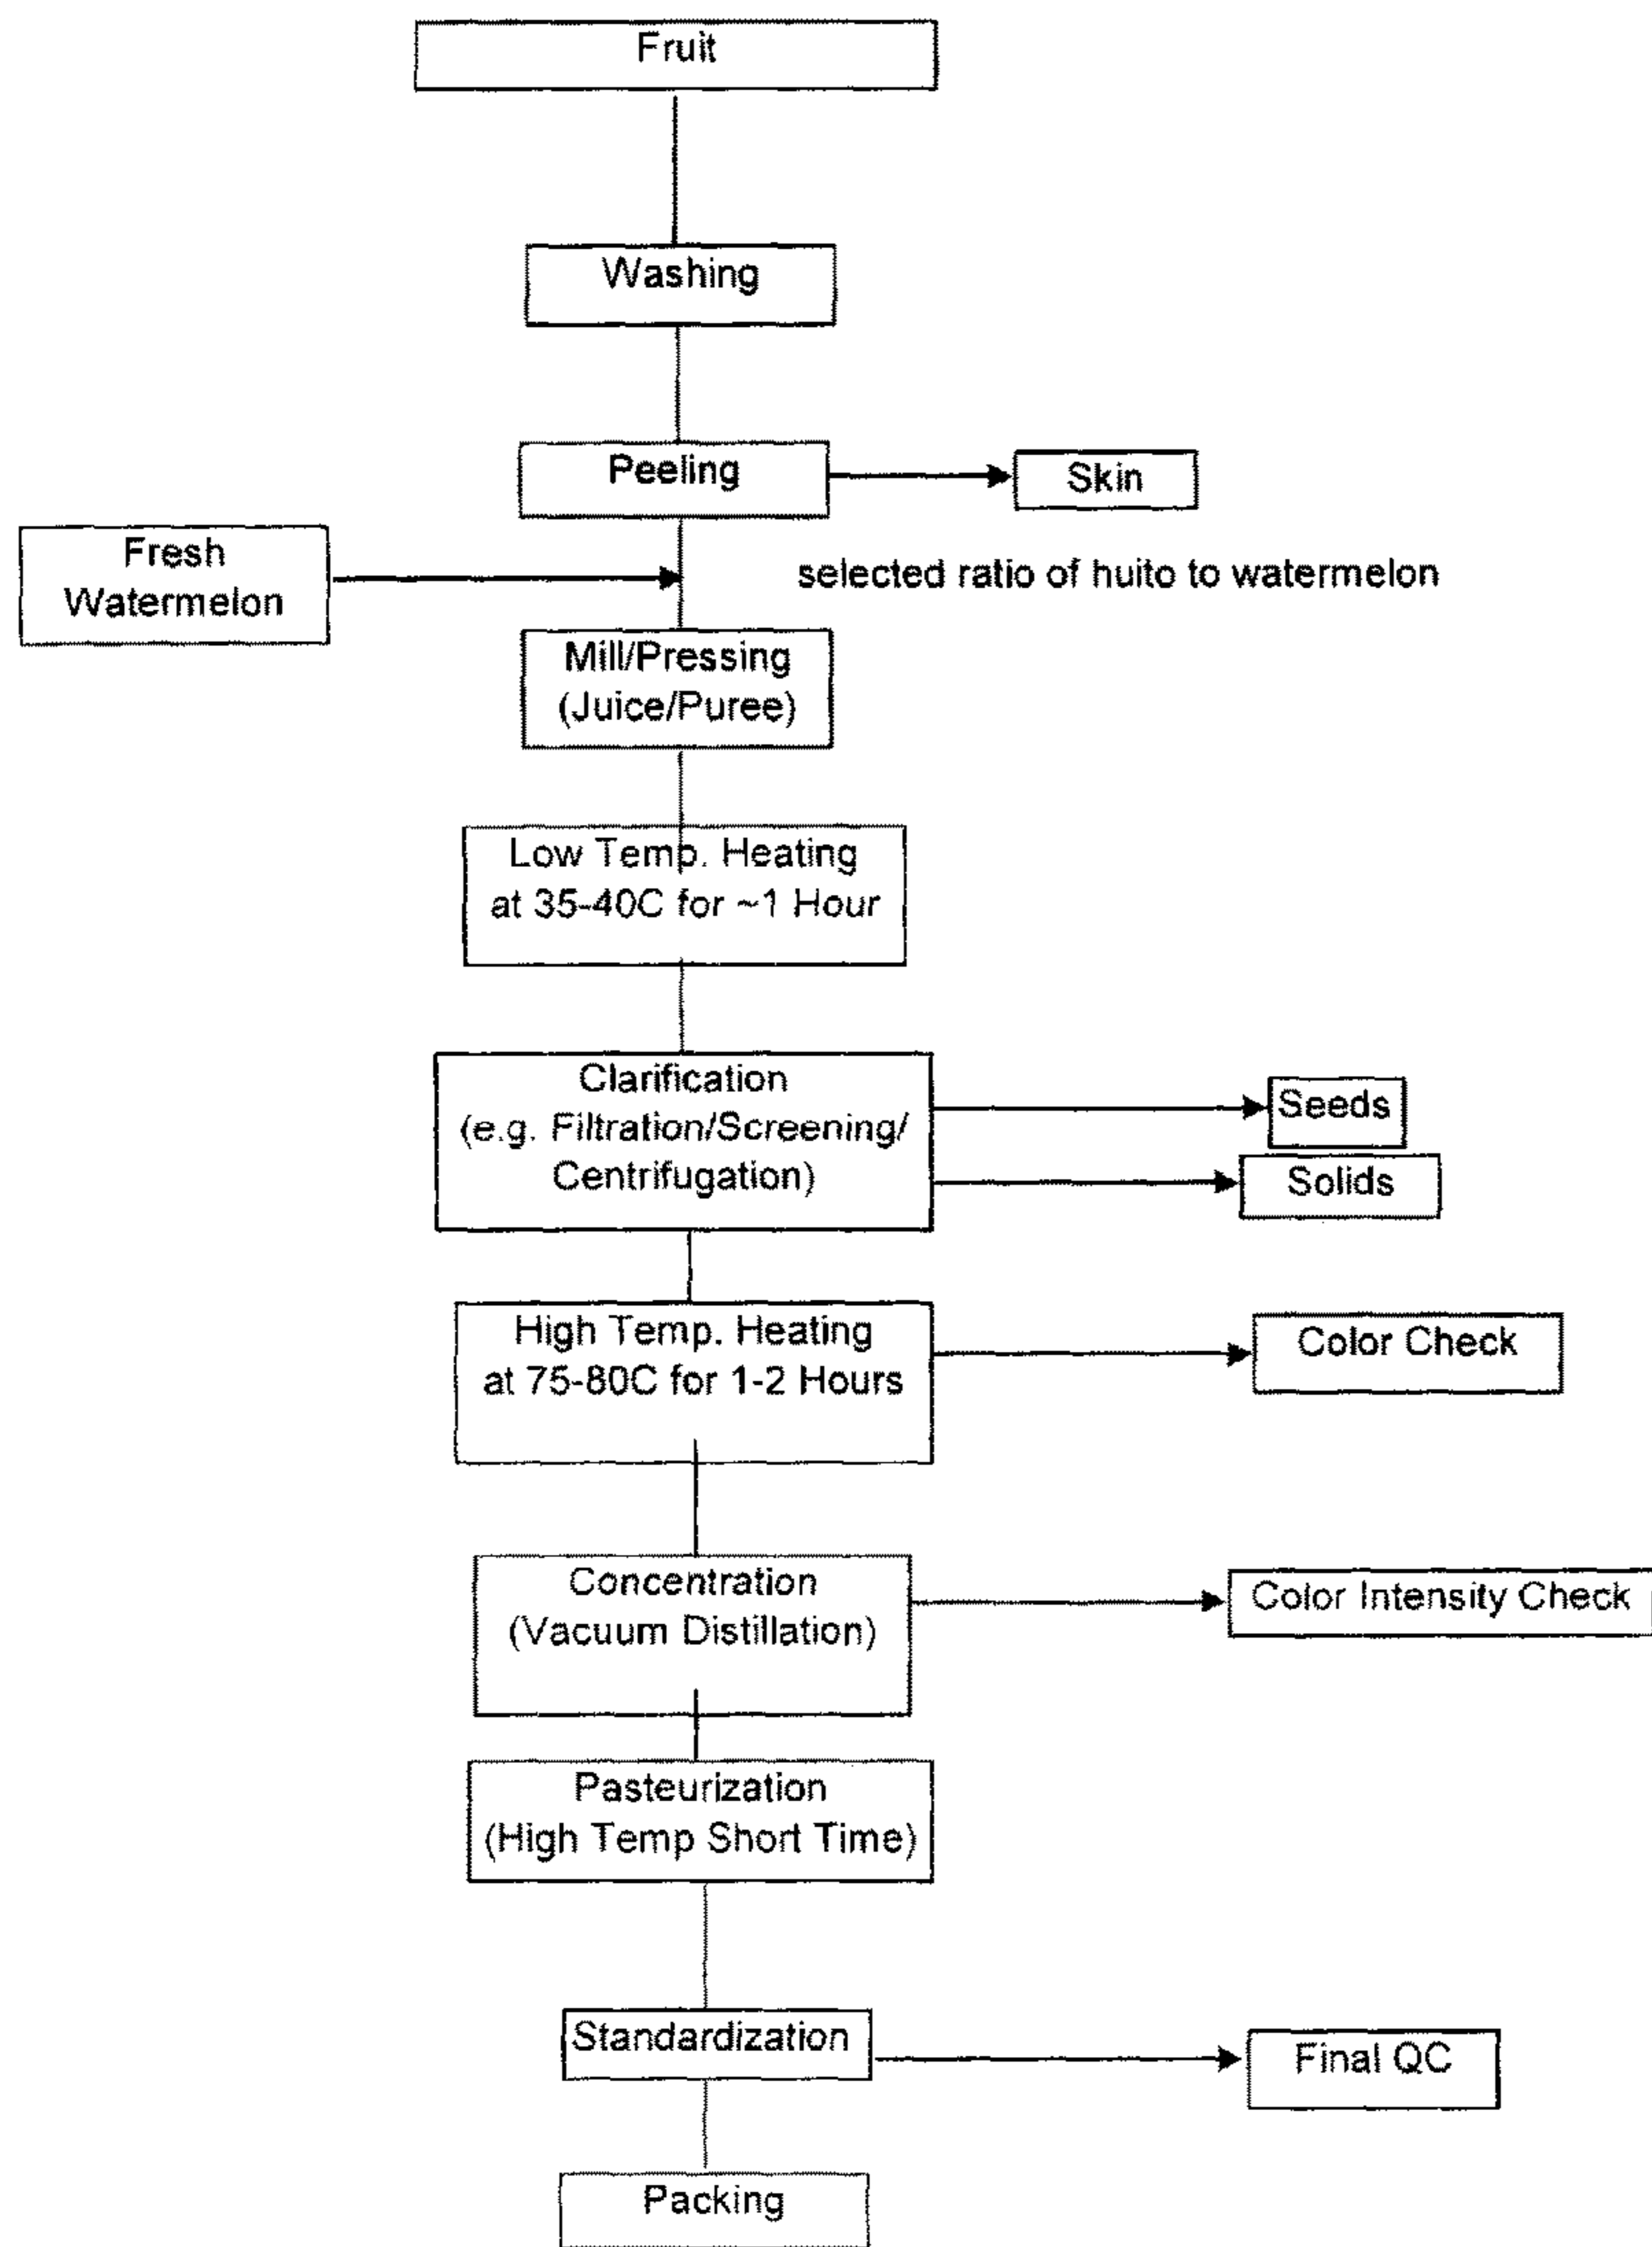 Fruit
Washing
Peeling
Skin
Fresh
Watermelon
selected ratio of huito to watermelon
Mill/Pressing
(Juice/Puree)
Low Temp. Heating
at 35-40C for ~1 Hour
Clarification
(e.g. Filtration/Screening/
Centrifugation)
Seeds
Solids
High Temp. Heating
at 75-80C for 1-2 Hours
Color Check
Concentration
(Vacuum Distillation)
Color Intensity Check
Pasteurization
(High Temp Short Time)
Standardization
Final QC
Packing